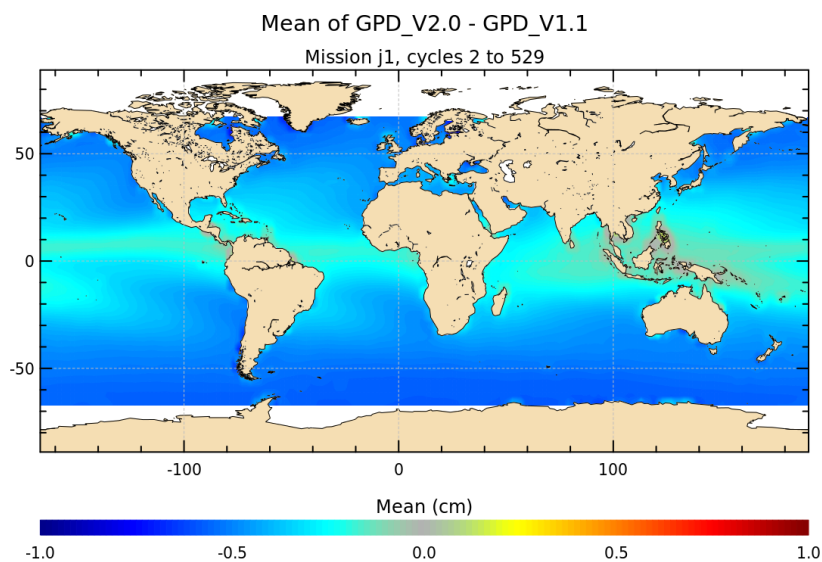 Mean of GPD_V2.0 - GPD_V1.1
Mission j1, cycles 2 to 529
50
0
-50
-100 0 100
Mean (cm)
-1.0 -0.5 0.0 0.5 1.0